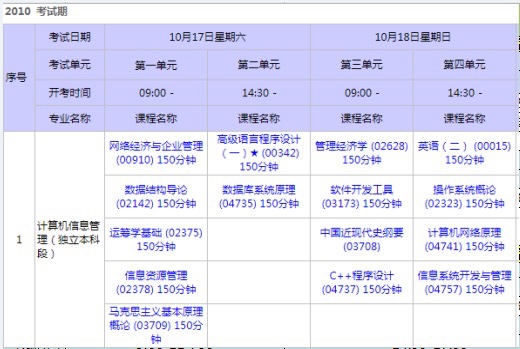 2010 考试期
序号
考试日期
10月17日星期六
10月18日星期日
考试单元
第一单元
第二单元
第三单元
第四单元
开考时间
09:00 -
14:30 -
09:00 -
14:30 -
专业名称
课程名称
课程名称
课程名称
课程名称
1
计算机信息管
理（独立本科
段）
网络经济与企业管理
(00910) 150分钟
高级语言程序设计
（一）★ (00342)
150分钟
管理经济学 (02628)
150分钟
英语（二） (00015)
150分钟
数据结构导论
(02142) 150分钟
数据库系统原理
(04735) 150分钟
软件开发工具
(03173) 150分钟
操作系统概论
(02323) 150分钟
运筹学基础 (02375)
150分钟
中国近现代史纲要
(03708)
计算机网络原理
(04741) 150分钟
信息资源管理
(02378) 150分钟
C++程序设计
(04737) 150分钟
信息系统开发与管理
(04757) 150分钟
马克思主义基本原理
概论 (03709) 150分
钟